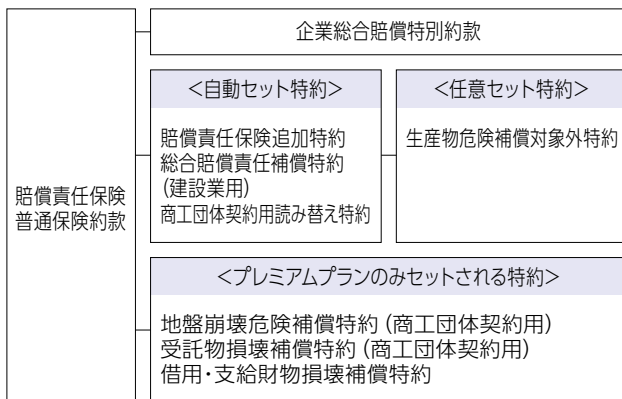 企業総合賠償特別約款
<自動セット特約>
賠償責任保険追加特約
総合賠償責任補償特約
(建設業用)
商工団体契約用読み替え特約
<任意セット特約>
生産物危険補償対象外特約
賠償責任保険
普通保険約款
<プレミアムプランのみセットされる特約>
地盤崩壊危険補償特約(商工団体契約用)
受託物損壊補償特約(商工団体契約用)
借用・支給財物損壊補償特約